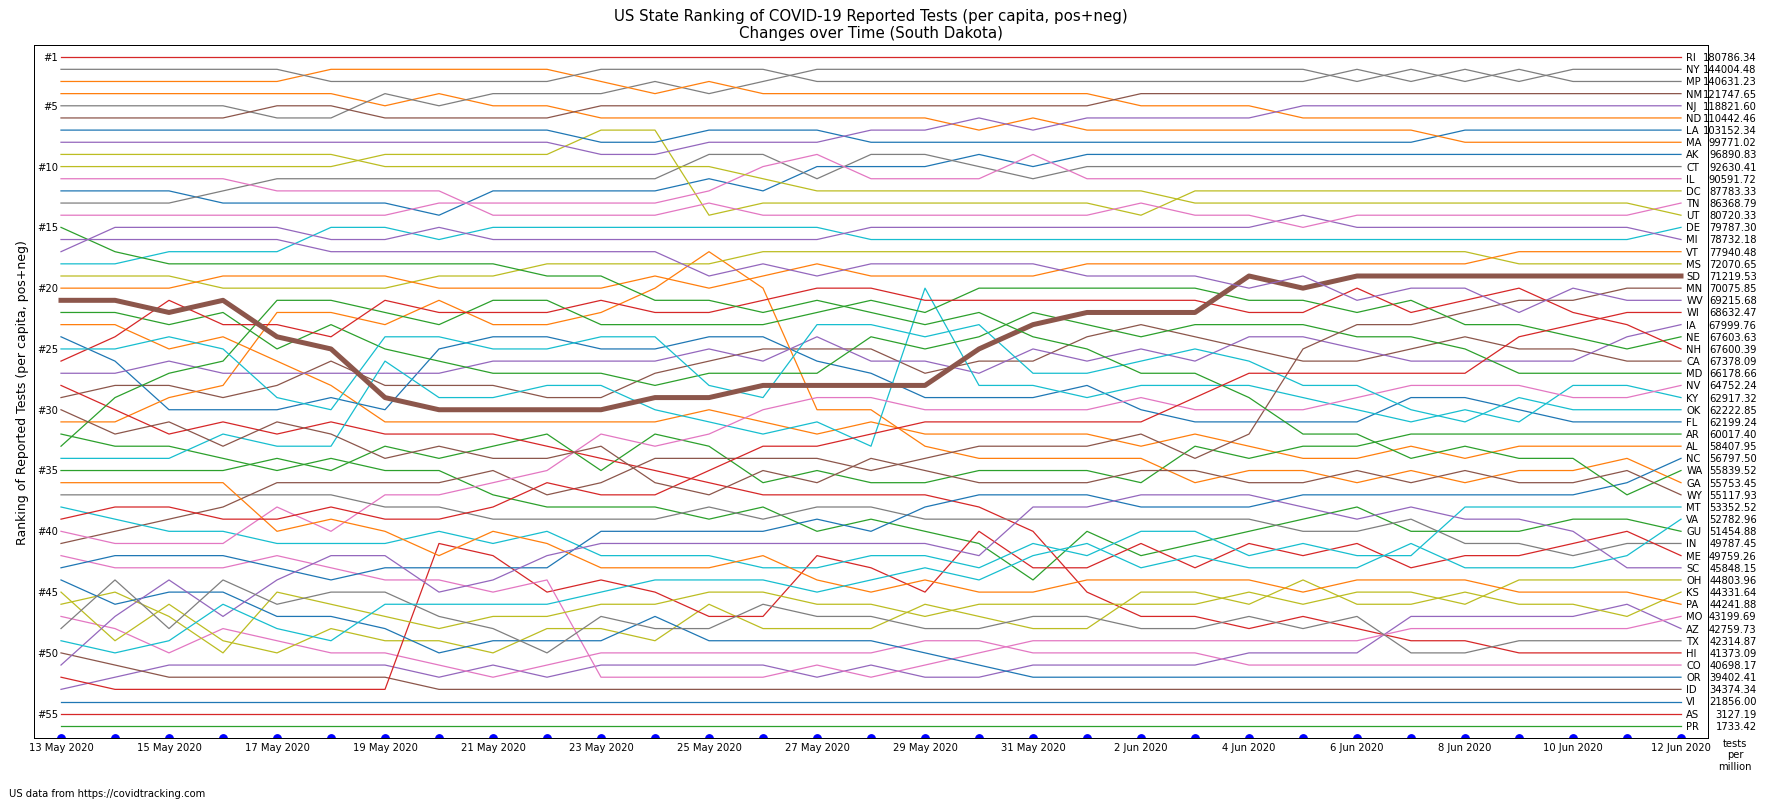 US State Ranking of COVID-19 Reported Tests (per capita, pos+neg)
Changes over Time (South Dakota)
Ranking of Reported Tests (per capita, pos+neg)
#1
#5
#10
#15
#20
#25
#30
#35
#40
#45
#50
#55
RI 180786.34
NY 144004.48
MP 140631.23
NM 121747.65
NJ 118821.60
ND 110442.46
LA 103152.34
MA 99771.02
AK 96890.83
CT 92630.41
IL 90591.72
DC 87783.33
TN 86368.79
UT 80720.33
DE 79787.30
MI 78732.18
VT 77940.48
MS 72070.65
SD 71219.53
MN 70075.85
WV 69215.68
WI 68632.47
IA 67999.76
NE 67603.63
NH 67600.39
CA 67378.09
MD 66178.66
NV 64752.24
KY 62917.32
OK 62222.85
FL 62199.24
AR 60017.40
AL 58407.95
NC 56797.50
WA 55839.52
GA 55753.45
WY 55117.93
MT 53352.52
VA 52782.96
GU 51454.88
IN 49787.45
ME 49759.26
SC 45848.15
OH 44803.96
KS 44331.64
PA 44241.88
MO 43199.69
AZ 42759.73
TX 42314.87
HI 41373.09
CO 40698.17
OR 39402.41
ID 34374.34
VI 21856.00
AS 3127.19
PR 1733.42
13 May 2020 15 May 2020 17 May 2020 19 May 2020 21 May 2020 23 May 2020 25 May 2020 27 May 2020 29 May 2020 31 May 2020 2 Jun 2020 4 Jun 2020 6 Jun 2020 8 Jun 2020 10 Jun 2020 12 Jun 2020
tests
per
million
US data from https://covidtracking.com